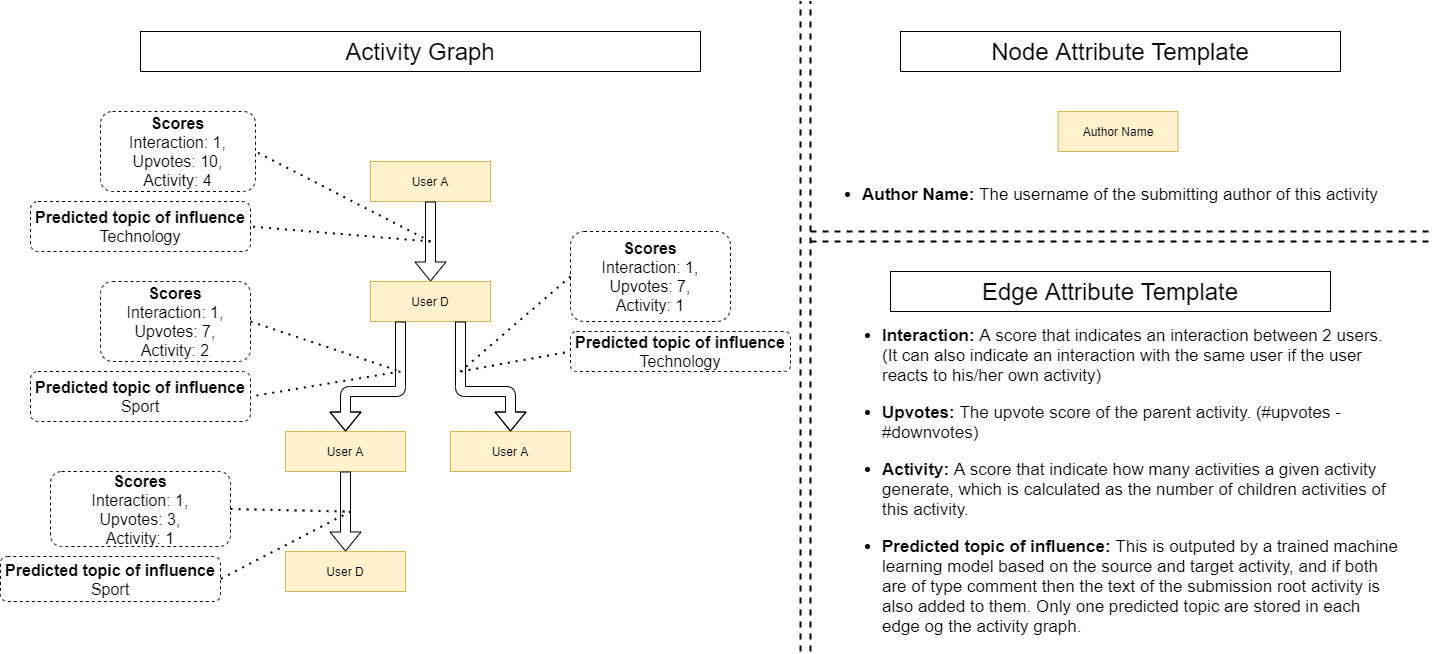 Activity Graph
Scores
Interaction: 1,
Upvotes: 10,
Activity: 4
Predicted topic of influence
Technology
User A
Scores
Interaction: 1,
Upvotes: 7,
Activity: 1
Predicted topic of influence
Technology
User D
Scores
Interaction: 1,
Upvotes: 7,
Activity: 2
Predicted topic of influence
Sport
User A
User A
Scores
Interaction: 1,
Upvotes: 3,
Activity: 1
Predicted topic of influence
Sport
User D
Node Attribute Template
Author Name
• Author Name: The username of the submitting author of this activity
Edge Attribute Template
• Interaction: A score that indicates an interaction between 2 users.
(It can also indicate an interaction with the same user if the user
reacts to his/her own activity)
• Upvotes: The upvote score of the parent activity. (#upvotes -
#downvotes)
• Activity: A score that indicate how many activities a given activity
generate, which is calculated as the number of children activities of
this activity.
• Predicted topic of influence: This is outputed by a trained machine
learning model based on the source and target activity, and if both
are of type comment then the text of the submission root activity is
also added to them. Only one predicted topic are stored in each
edge og the activity graph.